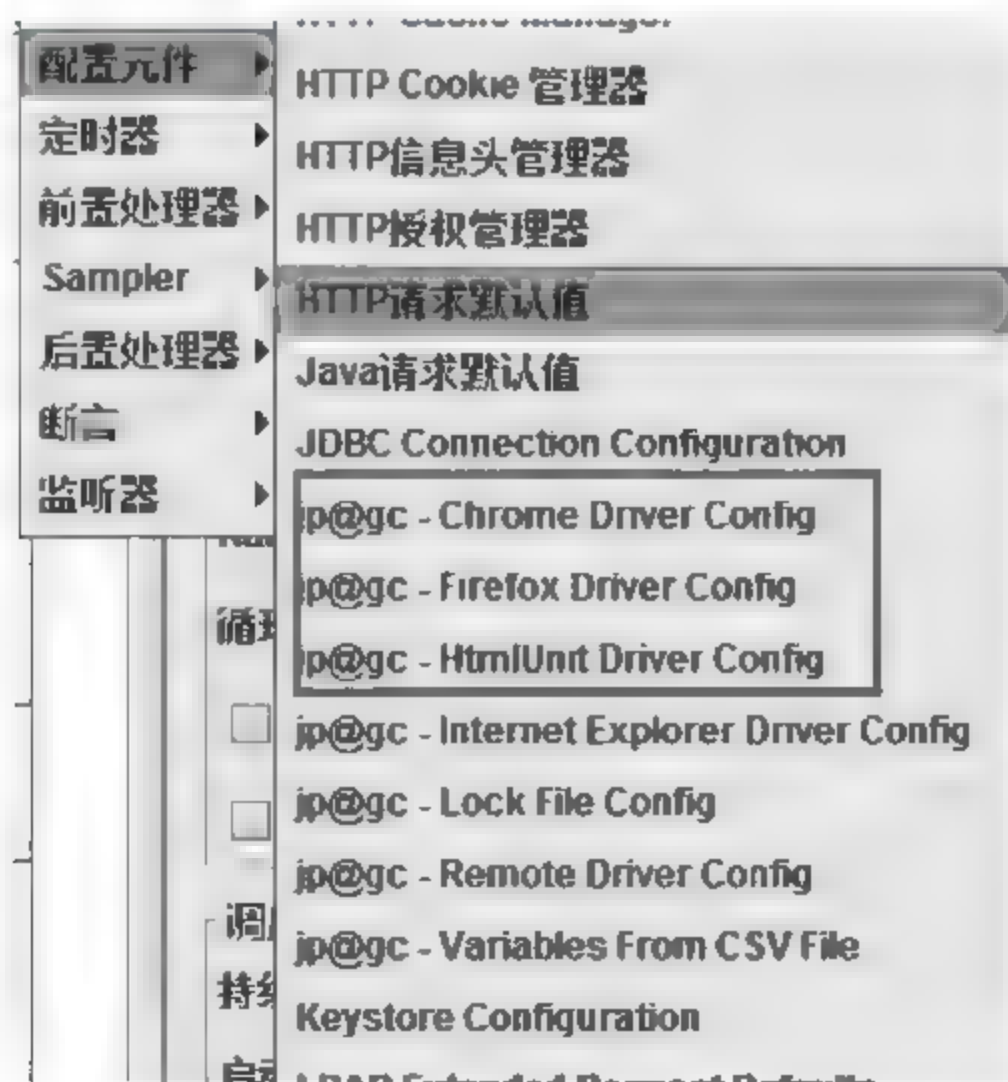 配置元件
定时器
前置处理器
Sampler
后置处理器
断言
监听器
HTTP Cookie 管理器
HTTP信息头管理器
HTTP授权管理器
HTTP请求默认值
Java请求默认值
JDBC Connection Configuration
jp@gc - Chrome Driver Config
jp@gc - Firefox Driver Config
jp@gc - HtmlUnit Driver Config
jp@gc - Internet Explorer Driver Config
jp@gc - Lock File Config
jp@gc - Remote Driver Config
jp@gc - Variables From CSV File
Keystore Configuration